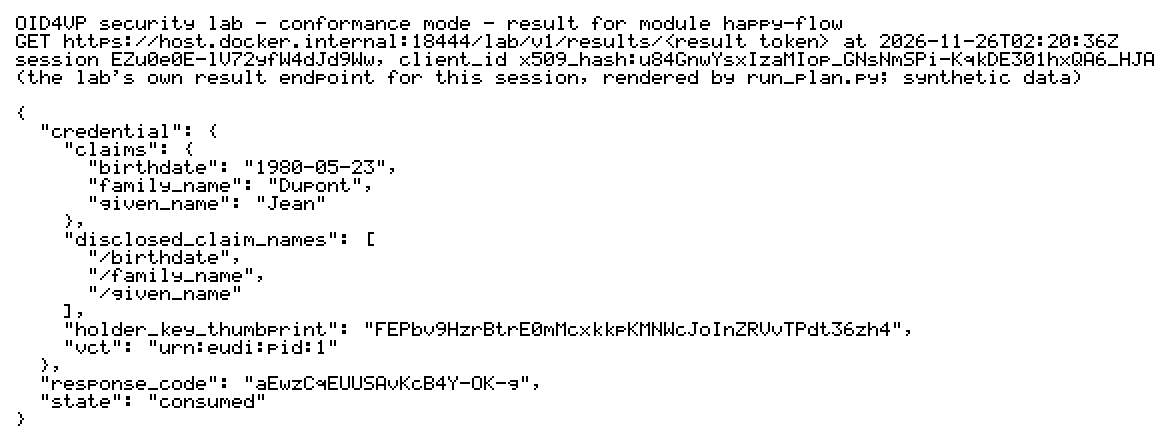 OID4VP security lab - conformance mode - result for module happy-flow
GET https://host.docker.internal:18444/lab/v1/results/<result token> at 2026-11-26T02:20:36Z
session EZu0e0E-lV72yfW4dJd9Ww, client_id x509_hash:u84GnwYsxIzaMIop_GNsNmSPi-KqkDE301hxQA6_HJA
(the lab's own result endpoint for this session, rendered by run_plan.py; synthetic data)

{
  "credential": {
    "claims": {
      "birthdate": "1980-05-23",
      "family_name": "Dupont",
      "given_name": "Jean"
    },
    "disclosed_claim_names": [
      "/birthdate",
      "/family_name",
      "/given_name"
    ],
    "holder_key_thumbprint": "FEPbv9HzrBtrE0mMcxkkpKMNWcJoInZRVvTPdt36zh4",
    "vct": "urn:eudi:pid:1"
  },
  "response_code": "aEwzCqEUUSAvKcB4Y-OK-g",
  "state": "consumed"
}